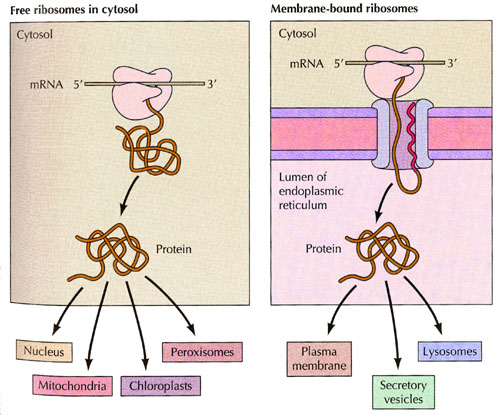 Free ribosomes in cytosol
Cytosol
mRNA 5′ 3′
Protein
Nucleus
Peroxisomes
Mitochondria
Chloroplasts
Membrane-bound ribosomes
Cytosol
mRNA 5′ 3′
Lumen of
endoplasmic
reticulum
Protein
Plasma
membrane
Lysosomes
Secretory
vesicles